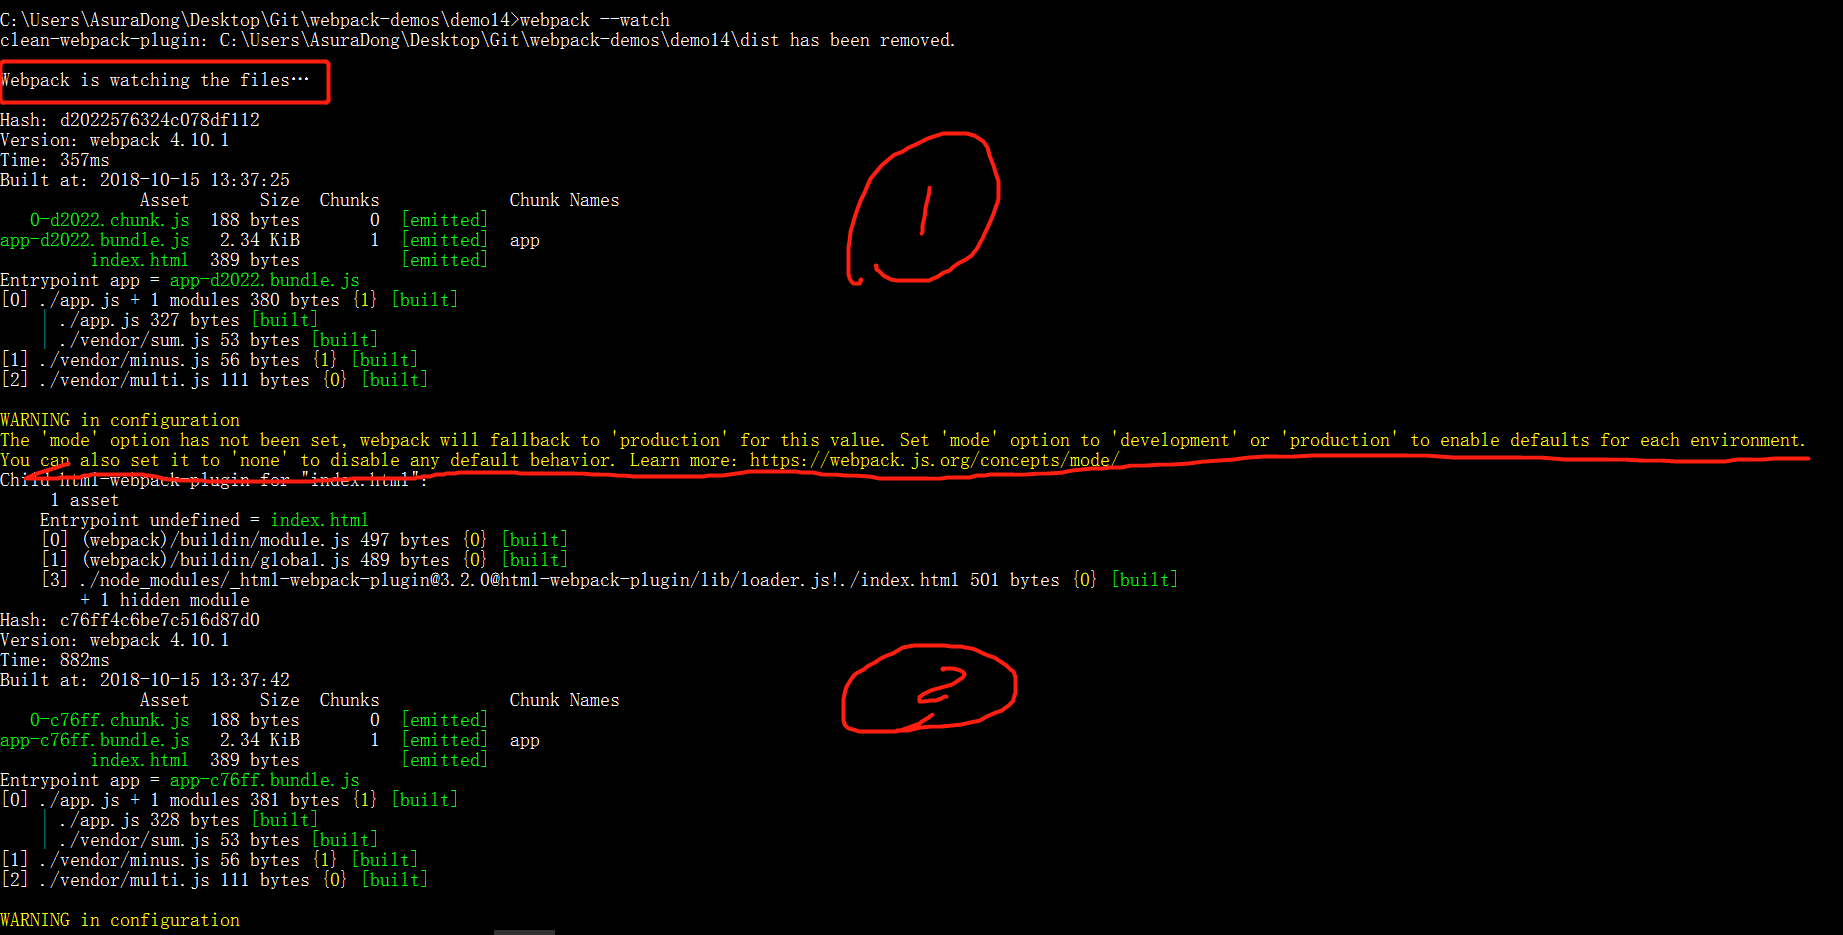 C:\Users\AsuraDong\Desktop\Git\webpack-demos\demo14>webpack --watch
clean-webpack-plugin: C:\Users\AsuraDong\Desktop\Git\webpack-demos\demo14\dist has been removed.
Webpack is watching the files…
Hash: d2022576324c078df112
Version: webpack 4.10.1
Time: 357ms
Built at: 2018-10-15 13:37:25
Asset Size Chunks Chunk Names
0-d2022.chunk.js 188 bytes 0 [emitted]
app-d2022.bundle.js 2.34 KiB 1 [emitted] app
index.html 389 bytes [emitted]
Entrypoint app = app-d2022.bundle.js
[0] ./app.js + 1 modules 380 bytes {1} [built]
| ./app.js 327 bytes [built]
| ./vendor/sum.js 53 bytes [built]
[1] ./vendor/minus.js 56 bytes {1} [built]
[2] ./vendor/multi.js 111 bytes {0} [built]
1
WARNING in configuration
The 'mode' option has not been set, webpack will fallback to 'production' for this value. Set 'mode' option to 'development' or 'production' to enable defaults for each environment.
You can also set it to 'none' to disable any default behavior. Learn more: https://webpack.js.org/concepts/mode/
Child html-webpack-plugin for "index.html":
1 asset
Entrypoint undefined = index.html
[0] (webpack)/buildin/module.js 497 bytes {0} [built]
[1] (webpack)/buildin/global.js 489 bytes {0} [built]
[3] ./node_modules/_html-webpack-plugin@3.2.0@html-webpack-plugin/lib/loader.js!./index.html 501 bytes {0} [built]
+ 1 hidden module
Hash: c76ff4c6be7c516d87d0
Version: webpack 4.10.1
Time: 882ms
Built at: 2018-10-15 13:37:42
Asset Size Chunks Chunk Names
0-c76ff.chunk.js 188 bytes 0 [emitted]
app-c76ff.bundle.js 2.34 KiB 1 [emitted] app
index.html 389 bytes [emitted]
Entrypoint app = app-c76ff.bundle.js
[0] ./app.js + 1 modules 381 bytes {1} [built]
| ./app.js 328 bytes [built]
| ./vendor/sum.js 53 bytes [built]
[1] ./vendor/minus.js 56 bytes {1} [built]
[2] ./vendor/multi.js 111 bytes {0} [built]
2
WARNING in configuration